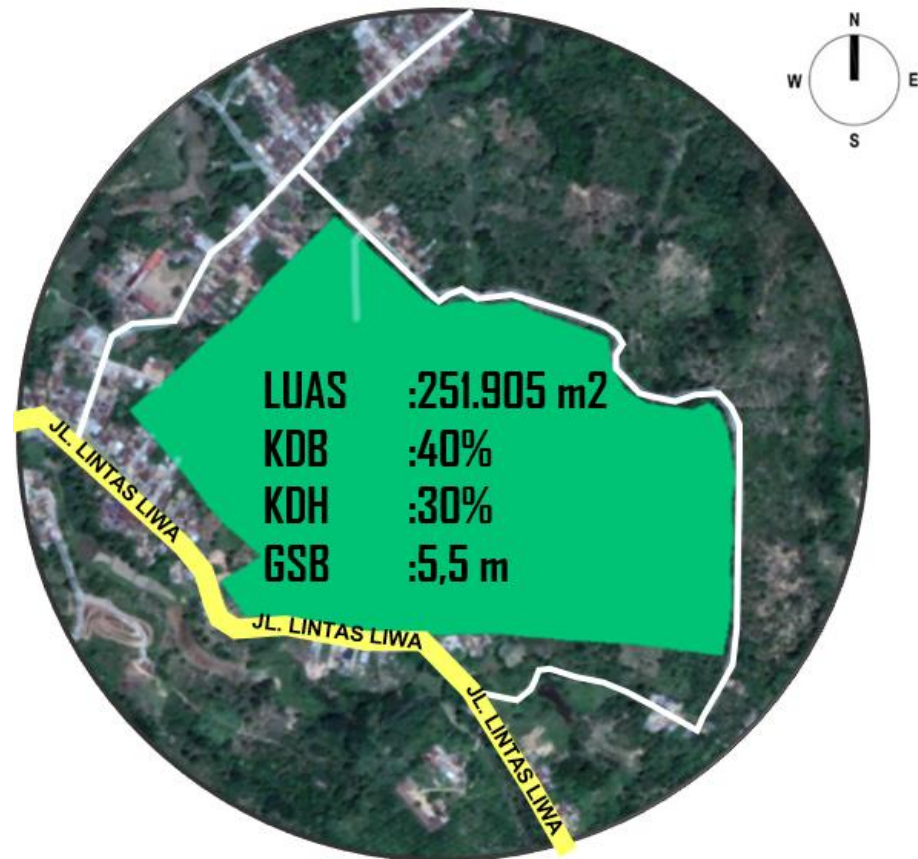 N
W E
S
LUAS :251.905 m2
KDB :40%
KDH :30%
GSB :5,5 m
JL. LINTAS LIWA
JL. LINTAS LIWA
JL. LINTAS LIWA